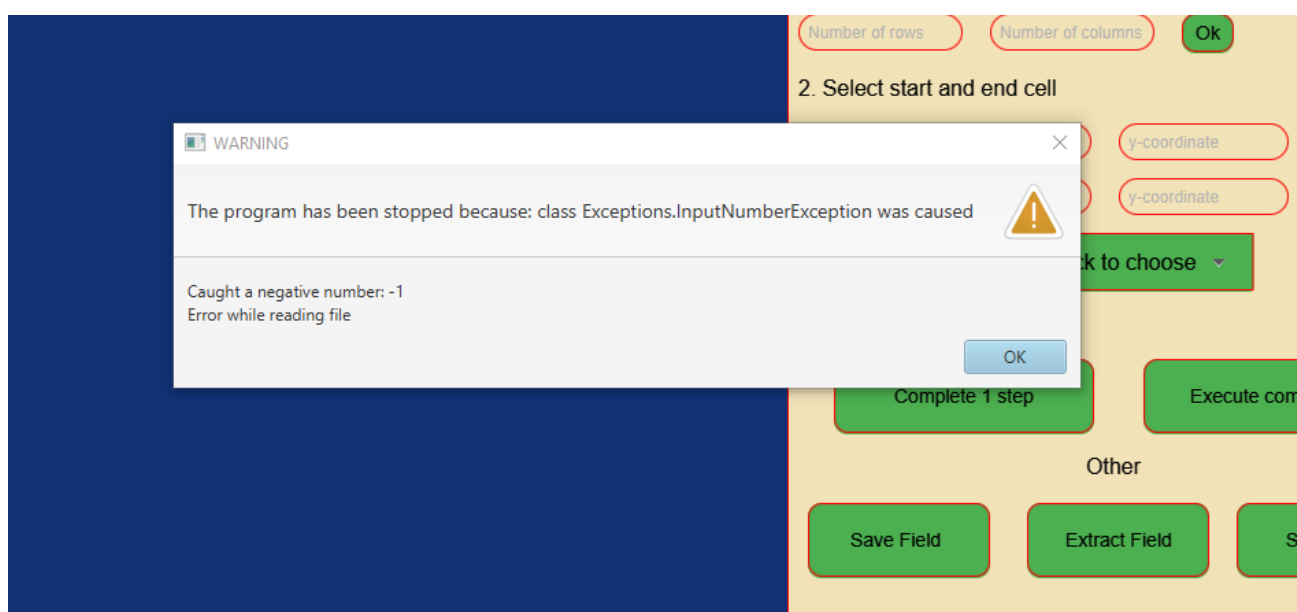 Number of rows
Number of columns
Ok
2. Select start and end cell
WARNING
y-coordinate
The program has been stopped because: class Exceptions.InputNumberException was caused
y-coordinate
to choose
Caught a negative number: -1
Error while reading file
OK
Complete 1 step
Execute
Other
Save Field
Extract Field